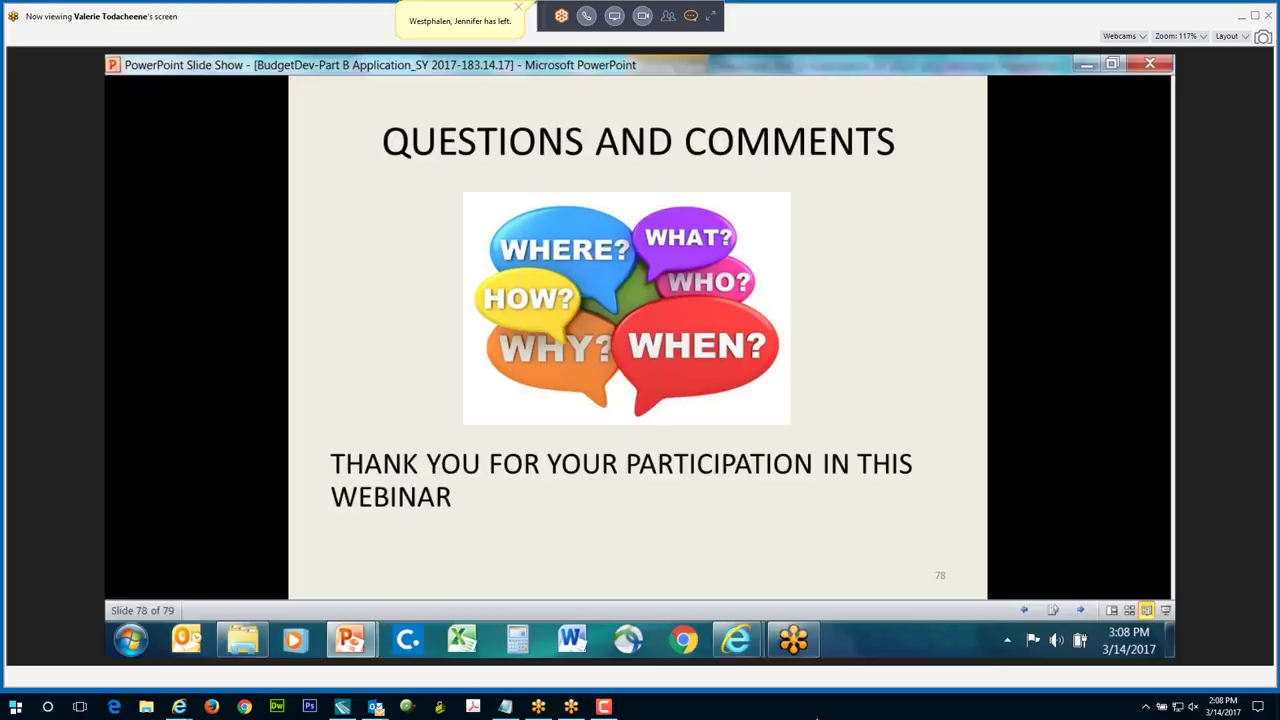 Now viewing Valerie Todacheene's screen
Westphalen, Jennifer has left.
Webcams
Zoom: 117%
Layout
PowerPoint Slide Show - [BudgetDev-Part B Application_SY 2017-183.14.17] - Microsoft PowerPoint
QUESTIONS AND COMMENTS
WHERE?
WHAT?
HOW?
WHO?
WHY?
WHEN?
THANK YOU FOR YOUR PARTICIPATION IN THIS
WEBINAR
78
Slide 78 of 79
3:08 PM
3/14/2017
2:08 PM
3/14/2017